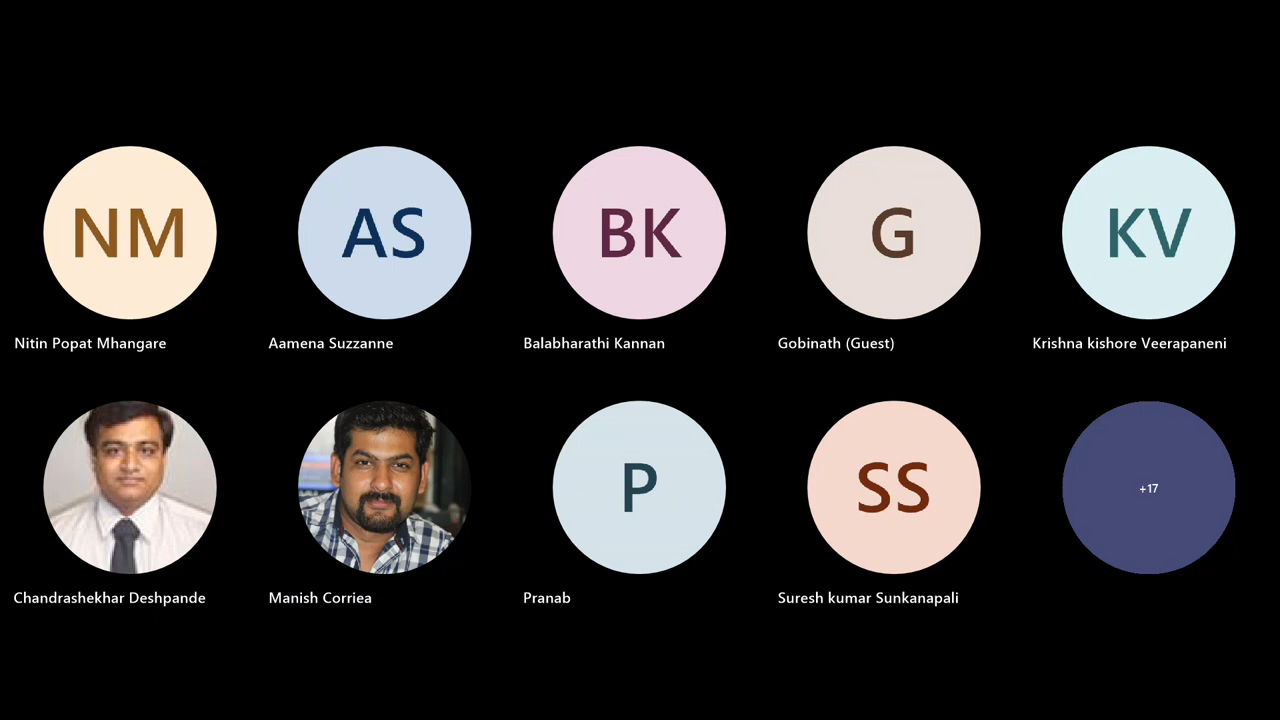 NM
AS
BK
G
KV
Nitin Popat Mhangare
Aamena Suzzanne
Balabharathi Kannan
Gobinath (Guest)
Krishna kishore Veerapaneni
P
SS
+17
Chandrashekhar Deshpande
Manish Corriea
Pranab
Suresh kumar Sunkanapali